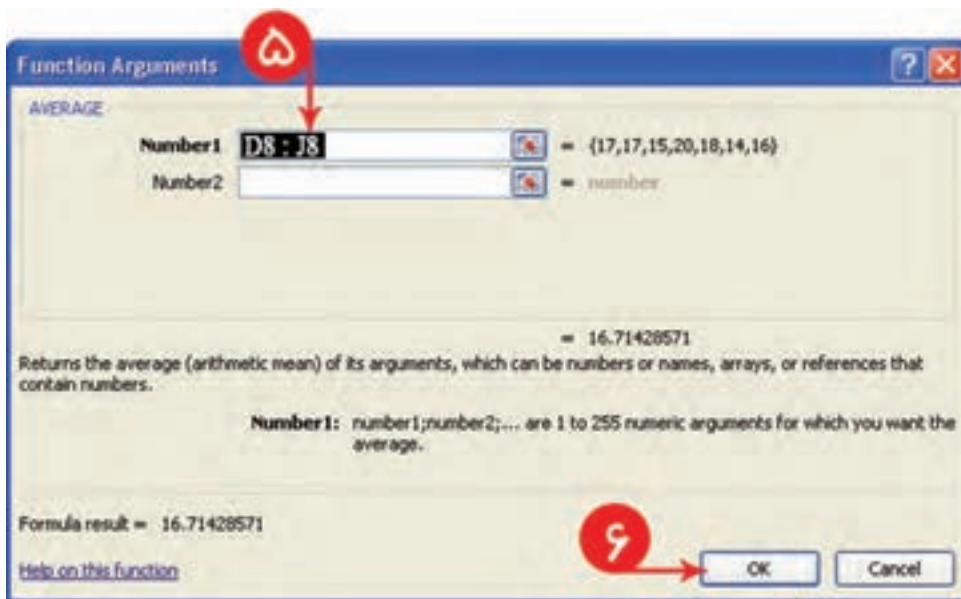 ۵
Function Arguments
AVERAGE
Number1 D8 : J8 = {17,17,15,20,18,14,16}
Number2 = number
= 16.71428571
Returns the average (arithmetic mean) of its arguments, which can be numbers or names, arrays, or references that
contain numbers.
Number1: number1;number2;... are 1 to 255 numeric arguments for which you want the
average.
Formula result = 16.71428571
۶
Help on this function OK Cancel